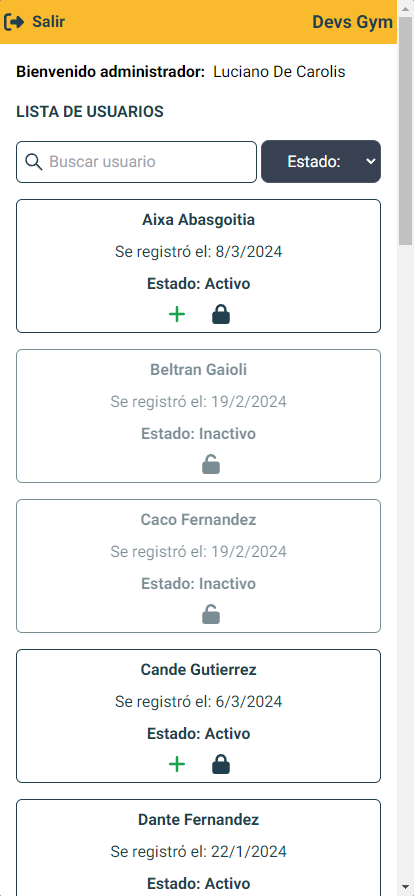 Salir Devs Gym
Bienvenido administrador: Luciano De Carolis
LISTA DE USUARIOS
Buscar usuario Estado:
Aixa Abasgoitia
Se registró el: 8/3/2024
Estado: Activo
Beltran Gaioli
Se registró el: 19/2/2024
Estado: Inactivo
Caco Fernandez
Se registró el: 19/2/2024
Estado: Inactivo
Cande Gutierrez
Se registró el: 6/3/2024
Estado: Activo
Dante Fernandez
Se registró el: 22/1/2024
Estado: Activo